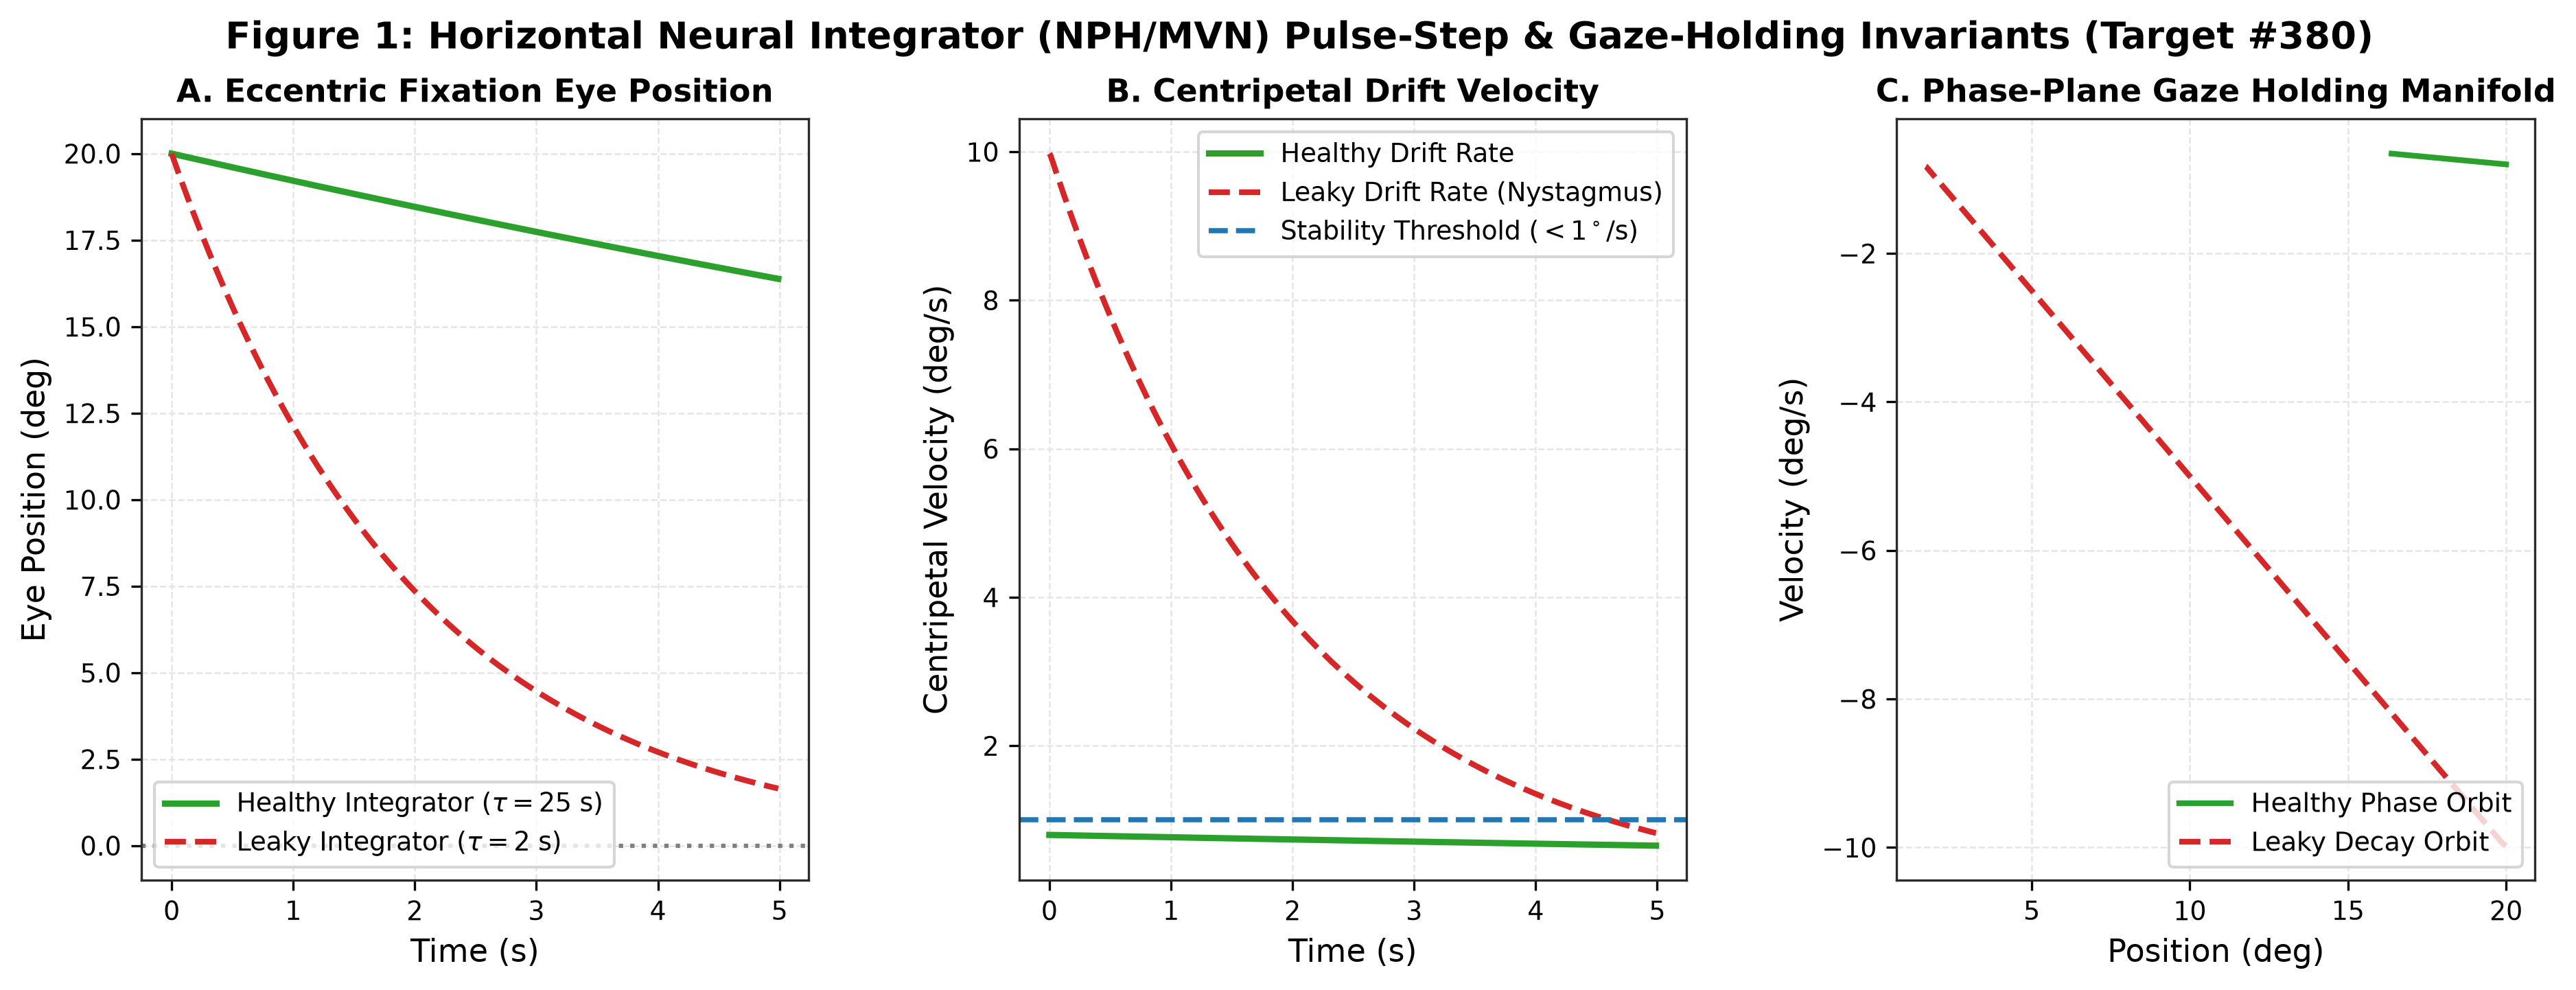 Figure 1: Horizontal Neural Integrator (NPH/MVN) Pulse-Step & Gaze-Holding Invariants (Target #380)
A. Eccentric Fixation Eye Position
Eye Position (deg)
20.0
17.5
15.0
12.5
10.0
7.5
5.0
2.5
0.0
Healthy Integrator (τ = 25 s)
Leaky Integrator (τ = 2 s)
0 1 2 3 4 5
Time (s)
B. Centripetal Drift Velocity
Centripetal Velocity (deg/s)
10
8
6
4
2
Healthy Drift Rate
Leaky Drift Rate (Nystagmus)
Stability Threshold (< 1°/s)
0 1 2 3 4 5
Time (s)
C. Phase-Plane Gaze Holding Manifold
Velocity (deg/s)
−2
−4
−6
−8
−10
Healthy Phase Orbit
Leaky Decay Orbit
5 10 15 20
Position (deg)